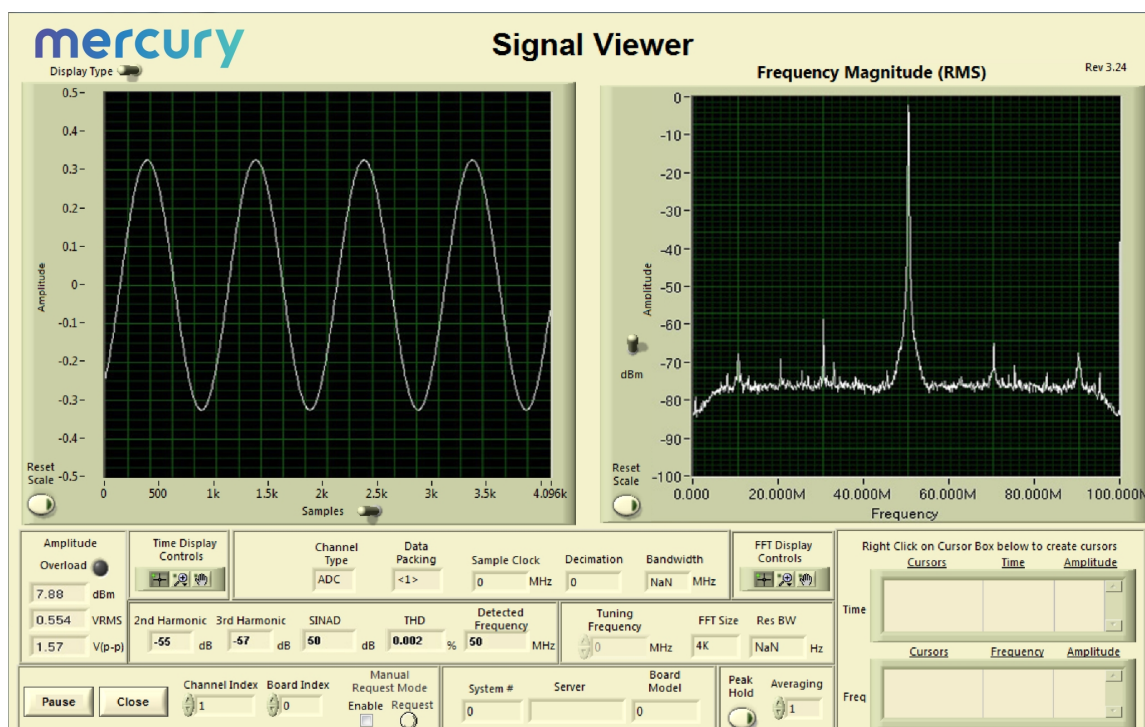 mercury
Signal Viewer
Display Type
Frequency Magnitude (RMS)
Rev 3.24
0.5
0.4
0.3
0.2
0.1
0
-0.1
-0.2
-0.3
-0.4
-0.5
Amplitude
0 500 1k 1.5k 2k 2.5k 3k 3.5k 4.096k
Samples
Reset
Scale
0
-10
-20
-30
-40
-50
-60
-70
-80
-90
-100
Amplitude
dBm
Reset
Scale
0.000 20.000M 40.000M 60.000M 80.000M 100.000M
Frequency
Amplitude
Overload
7.88 dBm
0.554 VRMS
1.57 V(p-p)
Time Display
Controls
Channel
Type
ADC
Data
Packing
<1>
Sample Clock
0 MHz
Decimation
0
Bandwidth
NaN MHz
FFT Display
Controls
2nd Harmonic
-55 dB
3rd Harmonic
-57 dB
SINAD
50 dB
THD
0.002 %
Detected
Frequency
50 MHz
Tuning
Frequency
0 MHz
FFT Size
4K
Res BW
NaN Hz
Right Click on Cursor Box below to create cursors
Cursors Time Amplitude
Time
Cursors Frequency Amplitude
Freq
Pause
Close
Channel Index
1
Board Index
0
Manual
Request Mode
Enable Request
System #
0
Server
Board
Model
0
Peak
Hold
Averaging
1